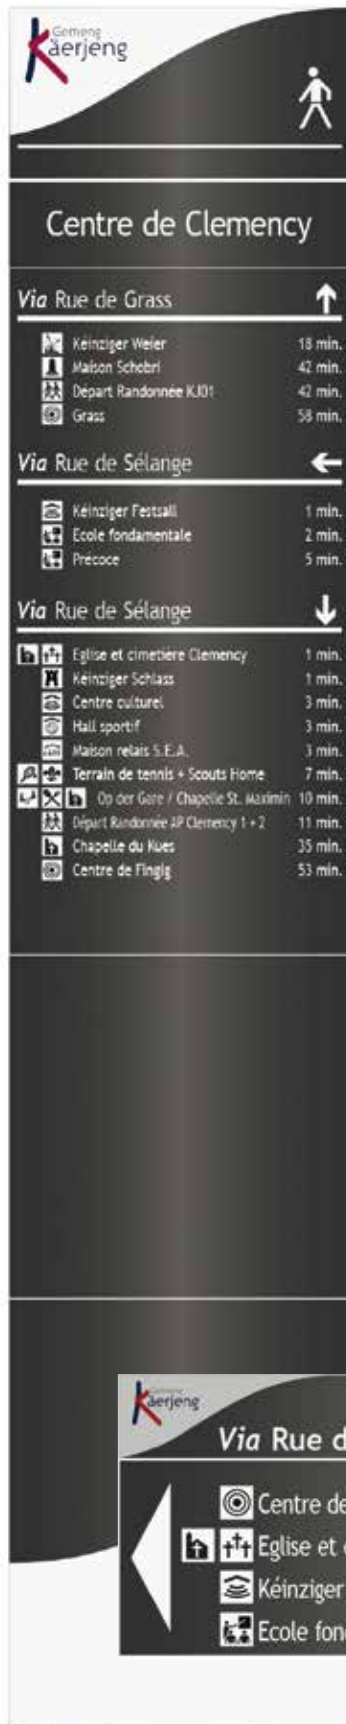 Gemeng
Käerjeng
Centre de Clemency
Via Rue de Grass
Kéinziger Weier 18 min.
Maison Schobri 42 min.
Départ Randonnée KJ01 42 min.
Grass 58 min.
Via Rue de Sélange
Kéinziger Festsall 1 min.
Ecole fondamentale 2 min.
Précoce 5 min.
Via Rue de Sélange
Eglise et cimetière Clemency 1 min.
Kéinziger Schlass 1 min.
Centre culturel 3 min.
Hall sportif 3 min.
Maison relais S.E.A. 3 min.
Terrain de tennis + Scouts Home 7 min.
Op der Gare / Chapelle St. Maximin 10 min.
Départ Randonnée AP Clemency 1 + 2 11 min.
Chapelle du Kues 35 min.
Centre de Fingig 53 min.
Käerjeng
Via Rue d
Centre de
Eglise et
Kéinziger
Ecole fon